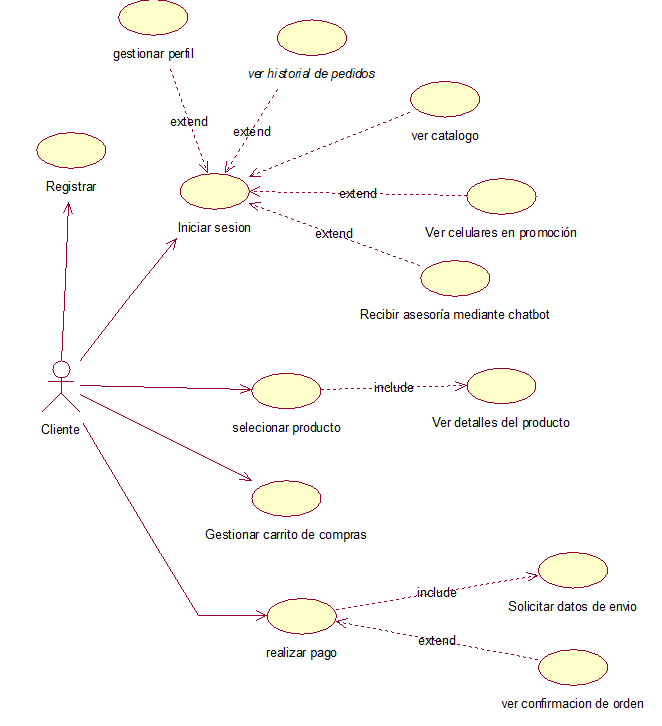 gestionar perfil
ver historial de pedidos
extend
extend
ver catalogo
Registrar
extend
Iniciar sesion
Ver celulares en promoción
extend
Recibir asesoría mediante chatbot
include
Cliente
selecionar producto
Ver detalles del producto
Gestionar carrito de compras
include
Solicitar datos de envio
extend
realizar pago
ver confirmacion de orden